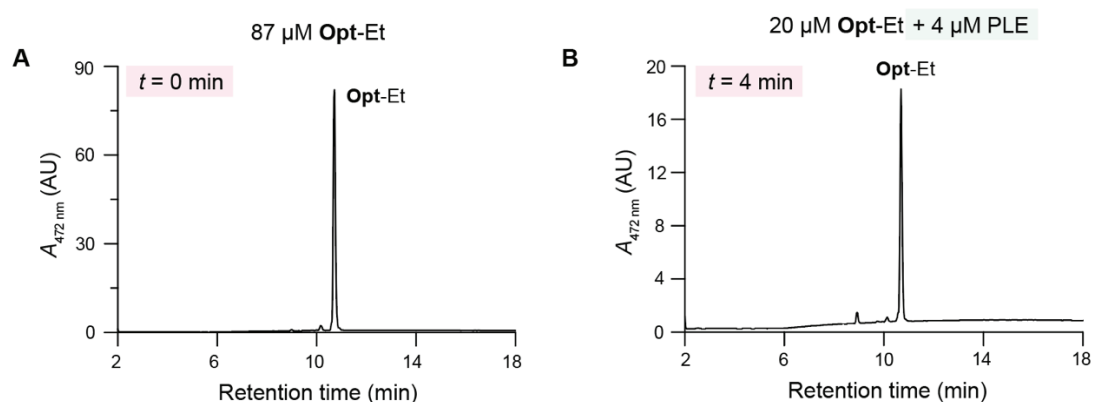 87 µM Opt-Et
A
t = 0 min
Opt-Et
90
60
30
0
A472 nm (AU)
2
6
10
14
18
Retention time (min)
20 µM Opt-Et + 4 µM PLE
B
t = 4 min
Opt-Et
20
16
12
8
4
0
A472 nm (AU)
2
6
10
14
18
Retention time (min)